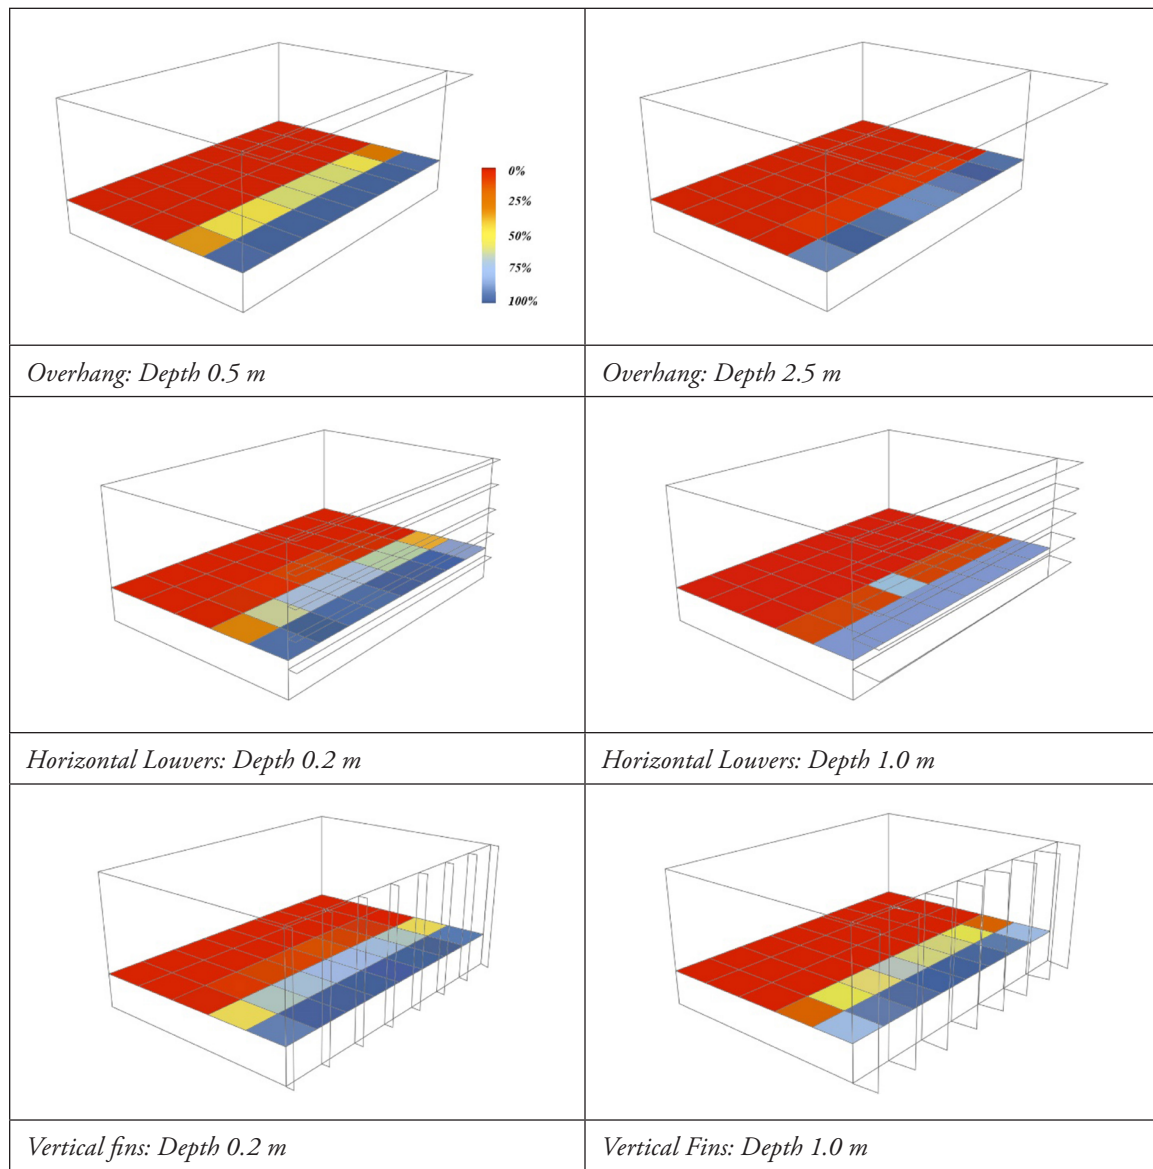 0%
25%
50%
75%
100%
Overhang: Depth 0.5 m
Overhang: Depth 2.5 m
Horizontal Louvers: Depth 0.2 m
Horizontal Louvers: Depth 1.0 m
Vertical fins: Depth 0.2 m
Vertical Fins: Depth 1.0 m